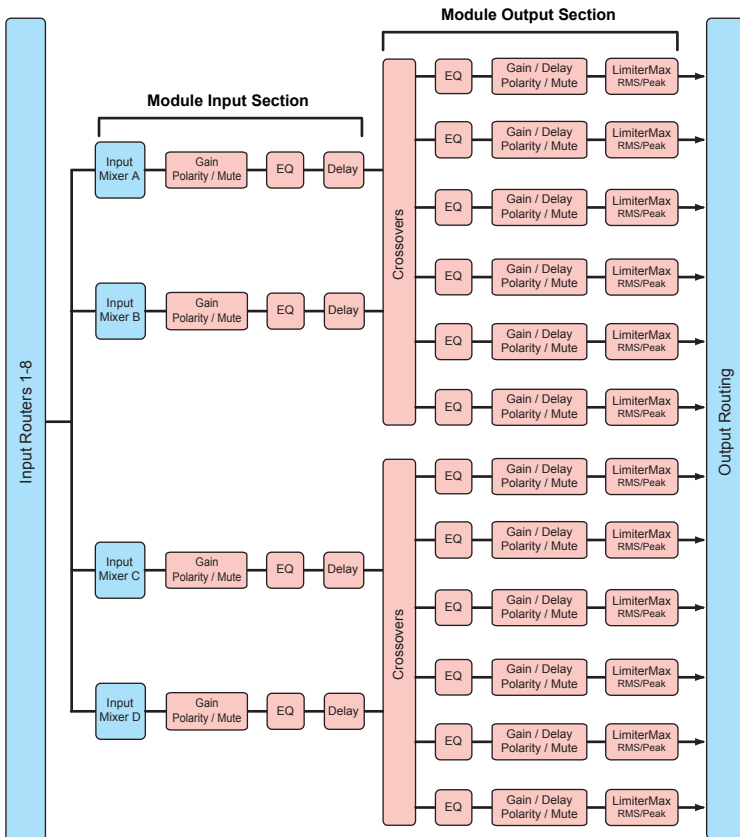 Module Output Section
Module Input Section
Input Routers 1-8
Input
Mixer A
Gain
Polarity / Mute
EQ
Delay
Input
Mixer B
Gain
Polarity / Mute
EQ
Delay
Input
Mixer C
Gain
Polarity / Mute
EQ
Delay
Input
Mixer D
Gain
Polarity / Mute
EQ
Delay
Crossovers
EQ
Gain / Delay
Polarity / Mute
LimiterMax
RMS/Peak
EQ
Gain / Delay
Polarity / Mute
LimiterMax
RMS/Peak
EQ
Gain / Delay
Polarity / Mute
LimiterMax
RMS/Peak
EQ
Gain / Delay
Polarity / Mute
LimiterMax
RMS/Peak
EQ
Gain / Delay
Polarity / Mute
LimiterMax
RMS/Peak
EQ
Gain / Delay
Polarity / Mute
LimiterMax
RMS/Peak
Crossovers
EQ
Gain / Delay
Polarity / Mute
LimiterMax
RMS/Peak
EQ
Gain / Delay
Polarity / Mute
LimiterMax
RMS/Peak
EQ
Gain / Delay
Polarity / Mute
LimiterMax
RMS/Peak
EQ
Gain / Delay
Polarity / Mute
LimiterMax
RMS/Peak
EQ
Gain / Delay
Polarity / Mute
LimiterMax
RMS/Peak
EQ
Gain / Delay
Polarity / Mute
LimiterMax
RMS/Peak
Output Routing